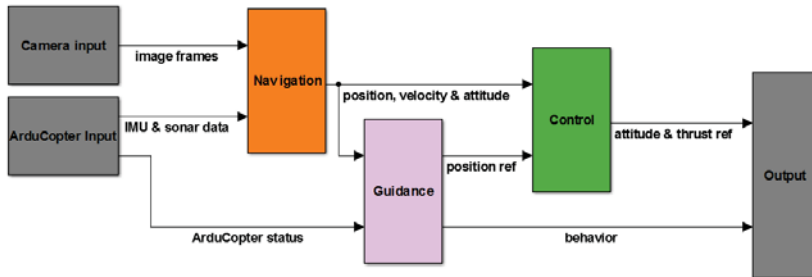 Camera input
image frames
Navigation
position, velocity & attitude
ArduCopter Input
IMU & sonar data
Control
attitude & thrust ref
Guidance
position ref
Output
ArduCopter status
behavior